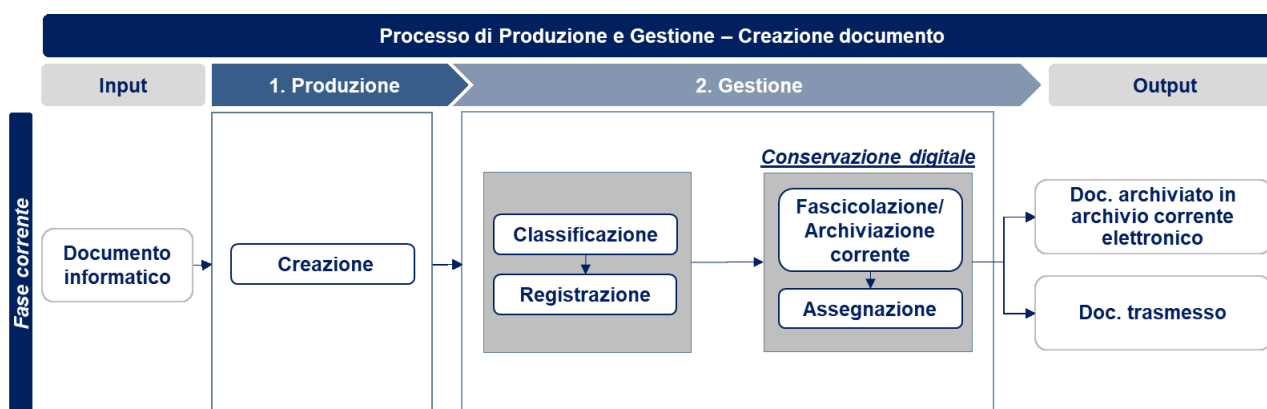 Processo di Produzione e Gestione – Creazione documento
Input
1. Produzione
2. Gestione
Output
Fase corrente
Documento
informatico
Creazione
Classificazione
Registrazione
Conservazione digitale
Fascicolazione/
Archiviazione
corrente
Assegnazione
Doc. archiviato in
archivio corrente
elettronico
Doc. trasmesso